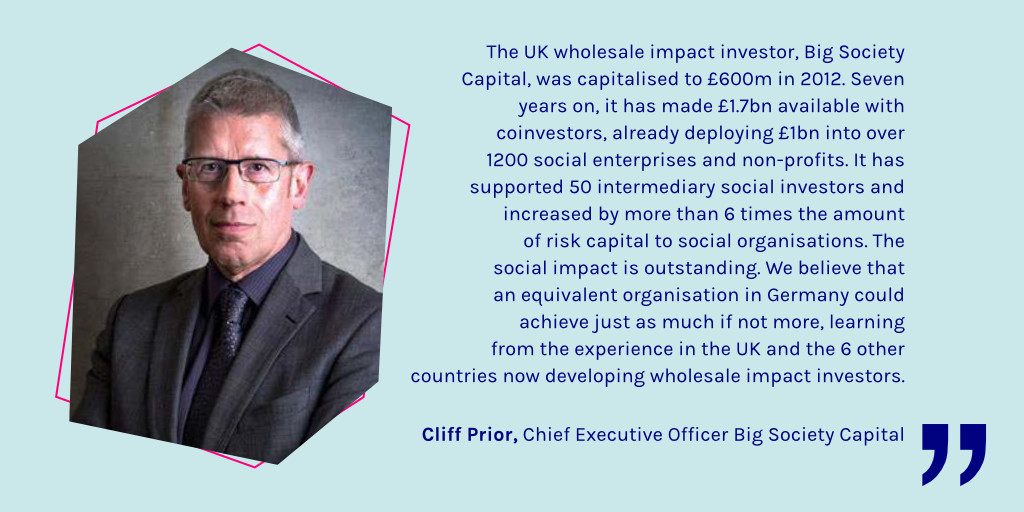 The UK wholesale impact investor, Big Society
Capital, was capitalised to £600m in 2012. Seven
years on, it has made £1.7bn available with
coinvestors, already deploying £1bn into over
1200 social enterprises and non-profits. It has
supported 50 intermediary social investors and
increased by more than 6 times the amount
of risk capital to social organisations. The
social impact is outstanding. We believe that
an equivalent organisation in Germany could
achieve just as much if not more, learning
from the experience in the UK and the 6 other
countries now developing wholesale impact investors.
Cliff Prior, Chief Executive Officer Big Society Capital
”